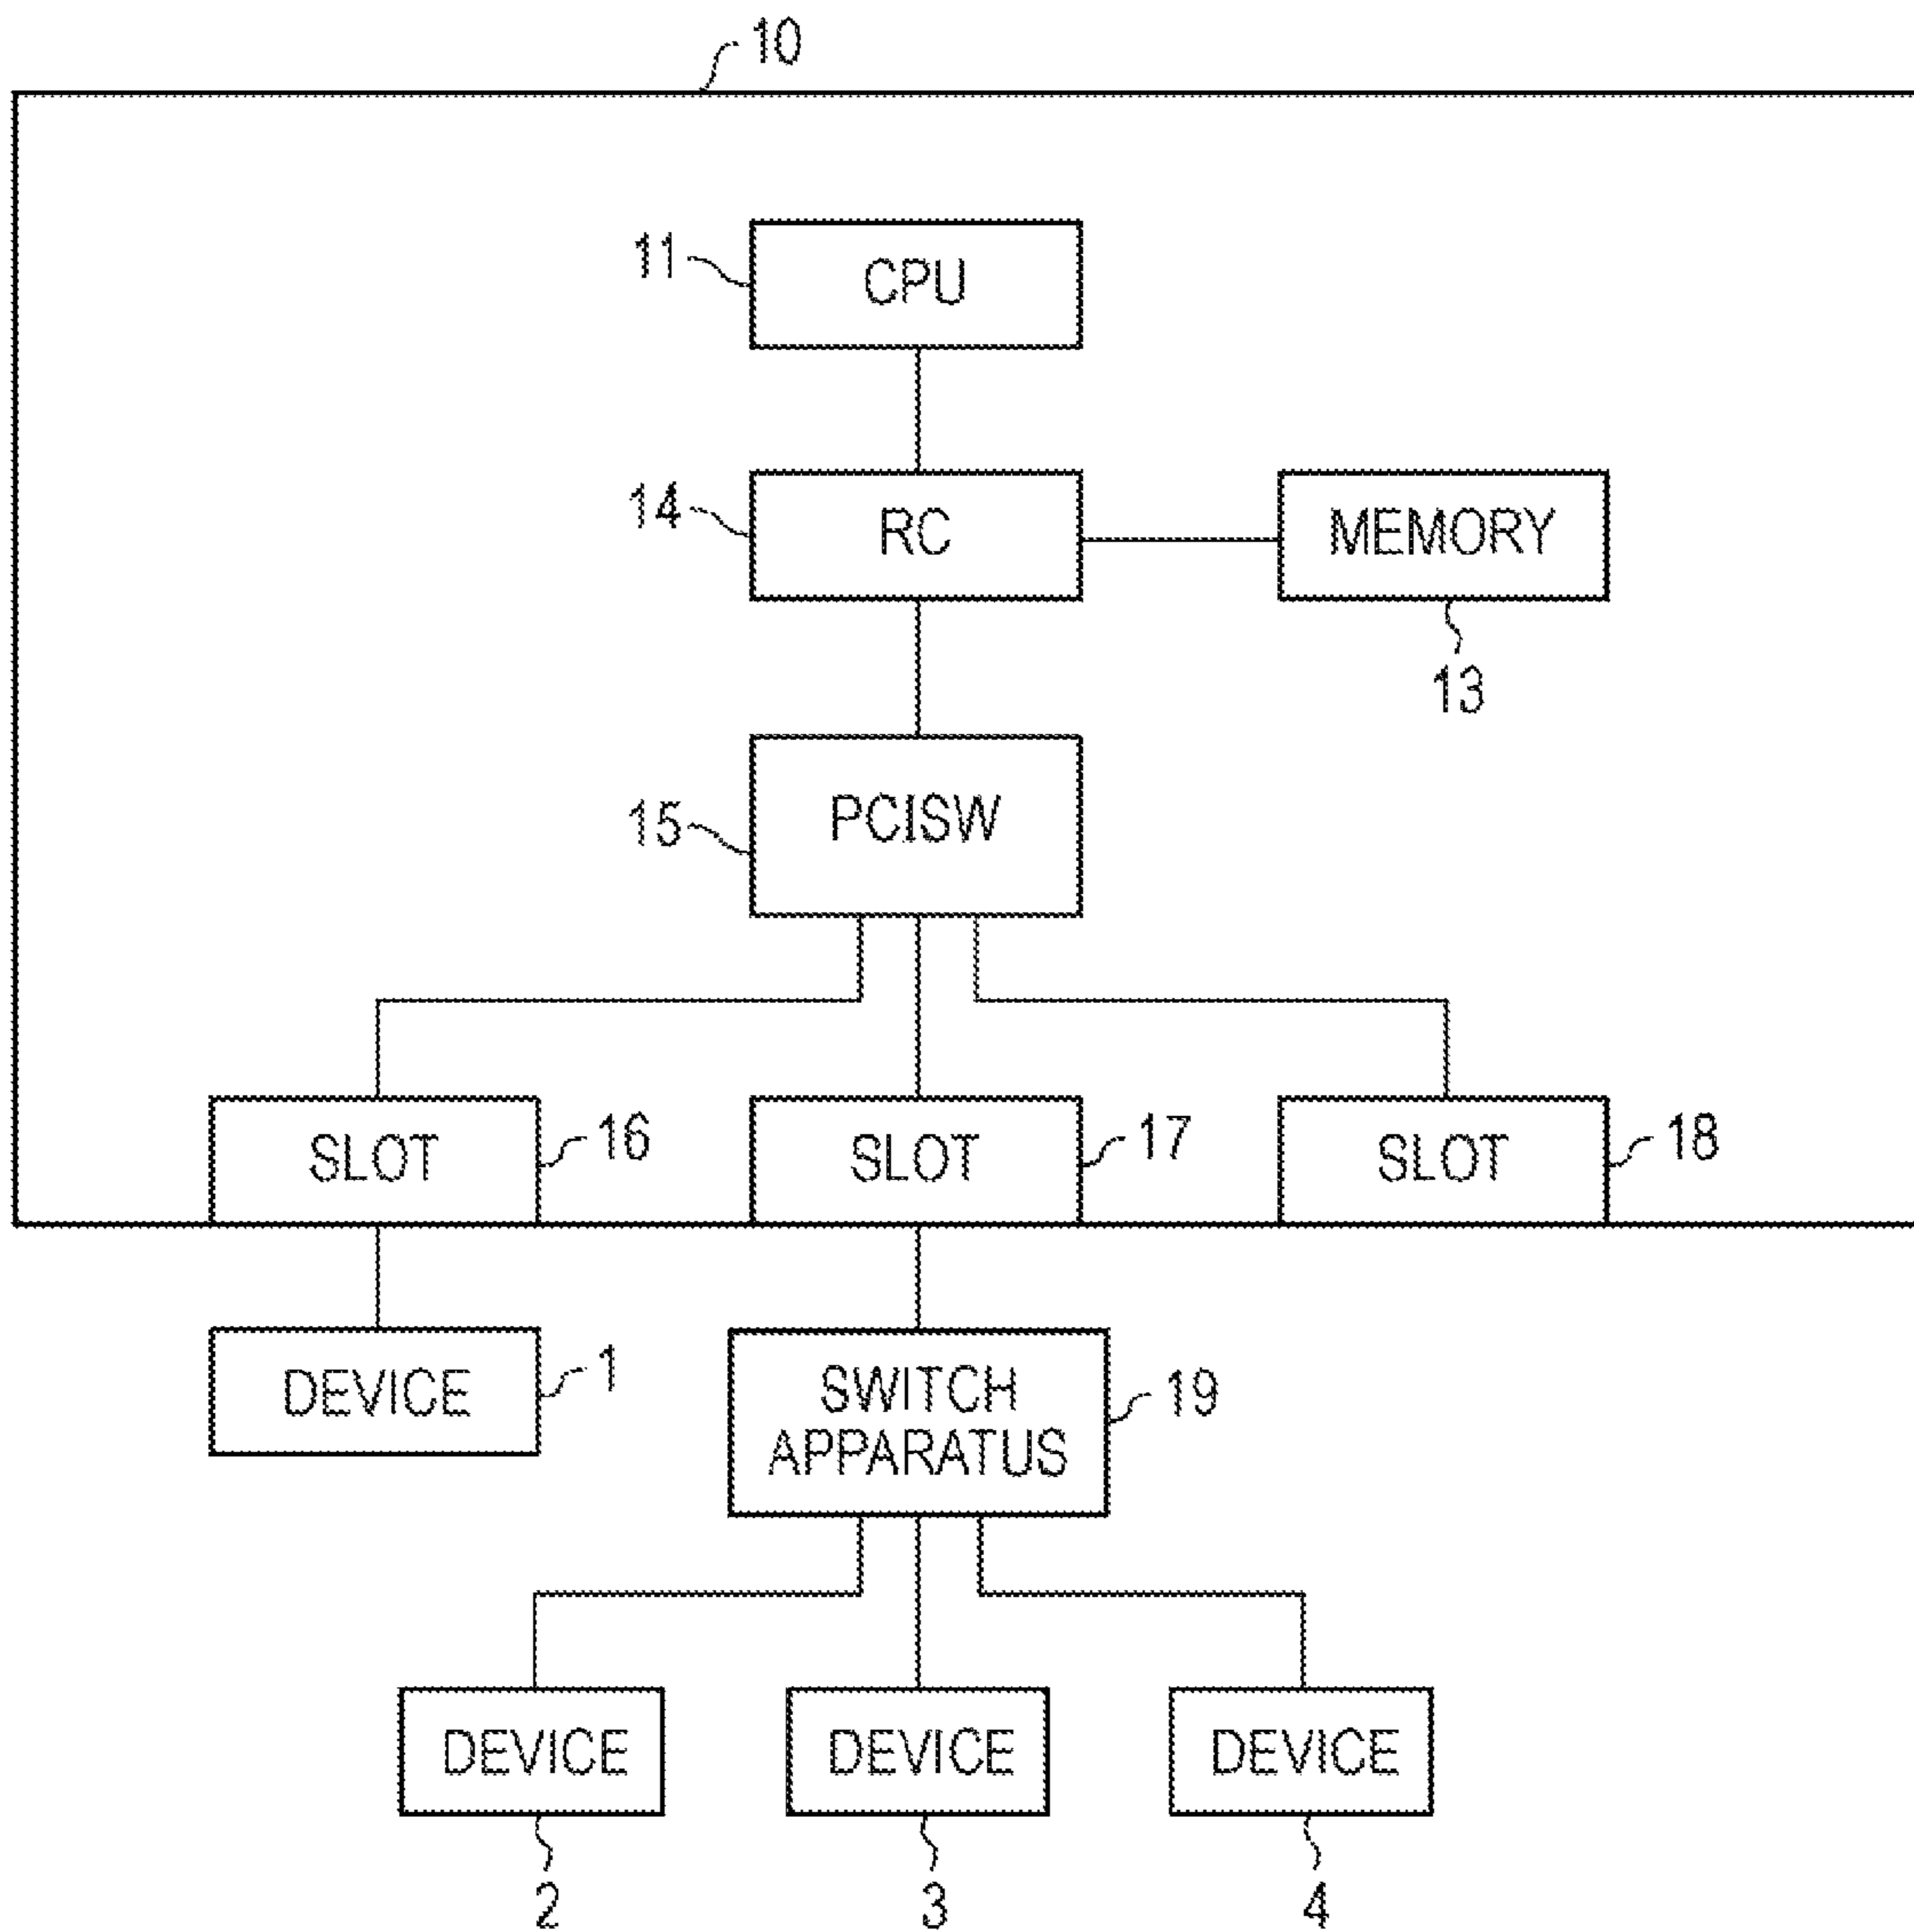 10
11
CPU
14
RC
MEMORY
13
15
PCISW
SLOT
16
SLOT
17
SLOT
18
DEVICE
1
SWITCH
APPARATUS
19
DEVICE
DEVICE
DEVICE
2
3
4